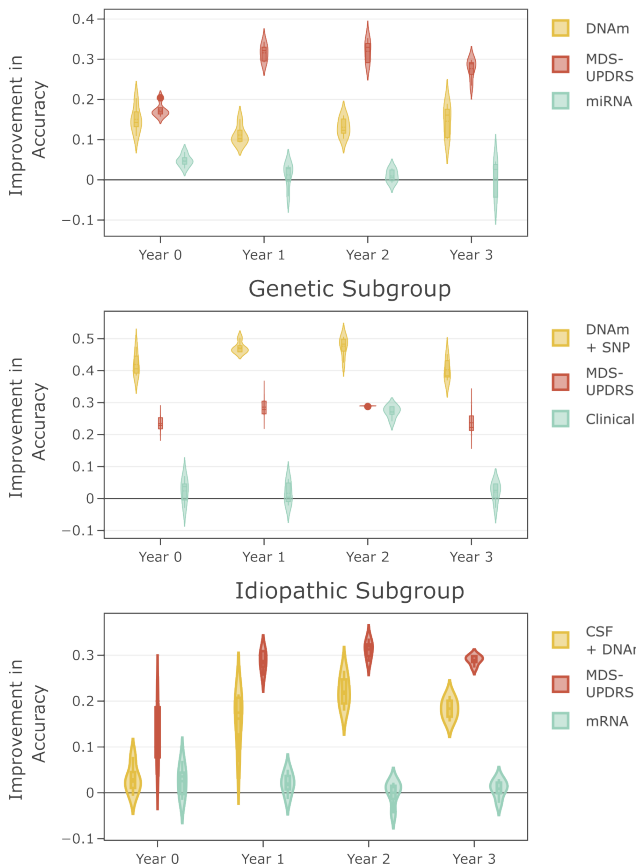 0.4
0.3
0.2
0.1
0
−0.1
Improvement in
Accuracy
Year 0
Year 1
Year 2
Year 3
DNAm
MDS-
UPDRS
miRNA
Genetic Subgroup
0.5
0.4
0.3
0.2
0.1
0
−0.1
Improvement in
Accuracy
Year 0
Year 1
Year 2
Year 3
DNAm
+ SNP
MDS-
UPDRS
Clinical
Idiopathic Subgroup
0.3
0.2
0.1
0
−0.1
Improvement in
Accuracy
Year 0
Year 1
Year 2
Year 3
CSF
+ DNAm
MDS-
UPDRS
mRNA